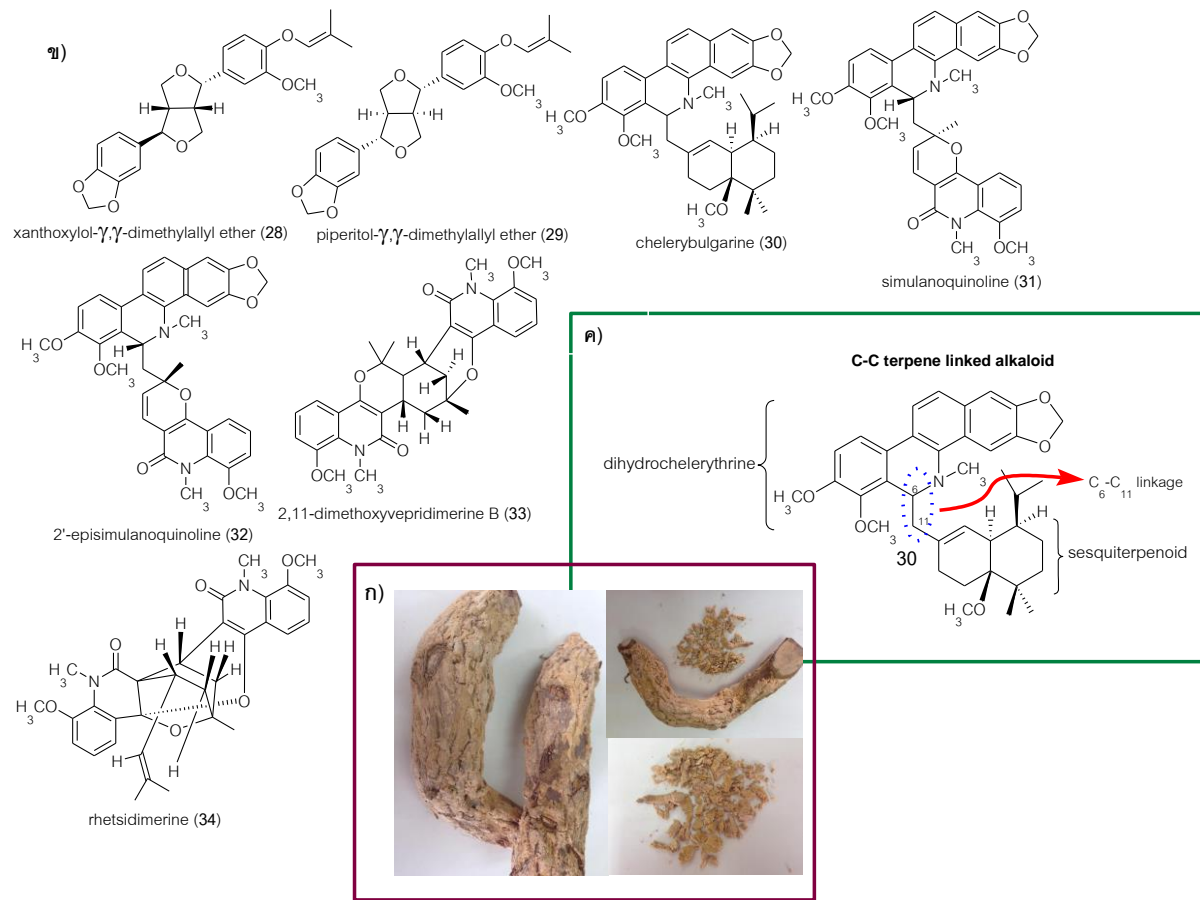 ข)
O
O
O
OCH3
H
H
O
O
O
xanthoxylol-γ,γ-dimethylallyl ether (28)
O
O
O
OCH3
H
H
O
O
O
piperitol-γ,γ-dimethylallyl ether (29)
O
O
N
CH3
H3CO
OCH3
H
H
H3CO
chelerybulgarine (30)
O
O
N
CH3
H3CO
OCH3
H
O
O
N
CH3
OCH3
simulanoquinoline (31)
O
O
N
CH3
H3CO
OCH3
H
O
O
N
CH3
OCH3
2'-episimulanoquinoline (32)
CH3
OCH3
N
O
H
H
H
O
O
H
H
H
N
O
OCH3
CH3
2,11-dimethoxyvepridimerine B (33)
CH3
OCH3
N
O
H
H H
H
H3C
N
O
H
H3CO
O
O
H
H
rhetsidimerine (34)
ค)
C-C terpene linked alkaloid
dihydrochelerythrine
O
O
N
CH3
6
H3CO
OCH3
11
30
H
H
H3CO
C6-C11 linkage
sesquiterpenoid
ก)